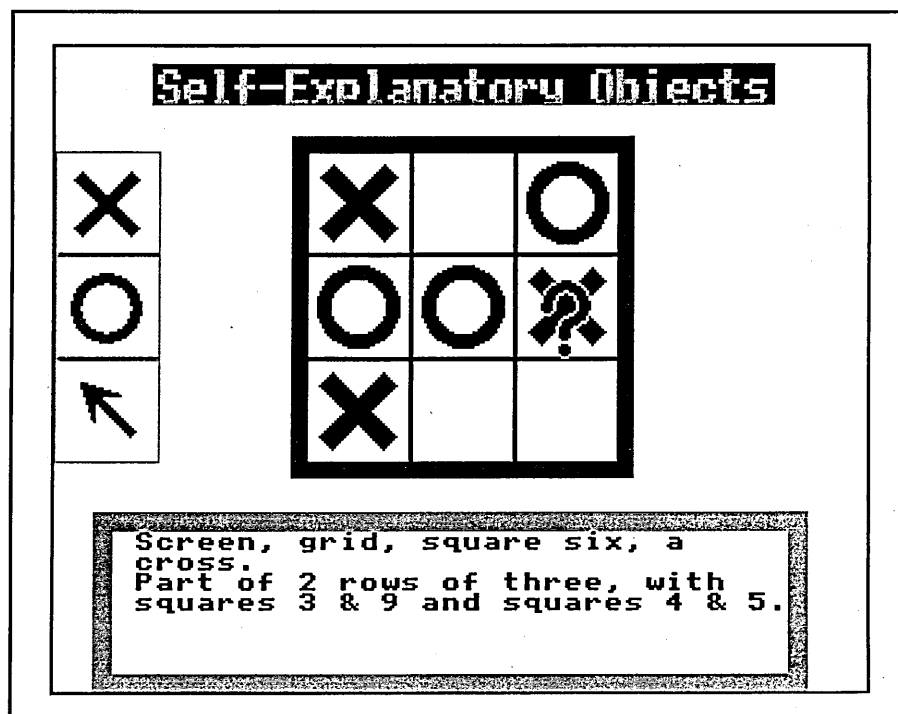 Self-Explanatory Objects
Screen, grid, square six, a
cross.
Part of 2 rows of three, with
squares 3 & 9 and squares 4 & 5.